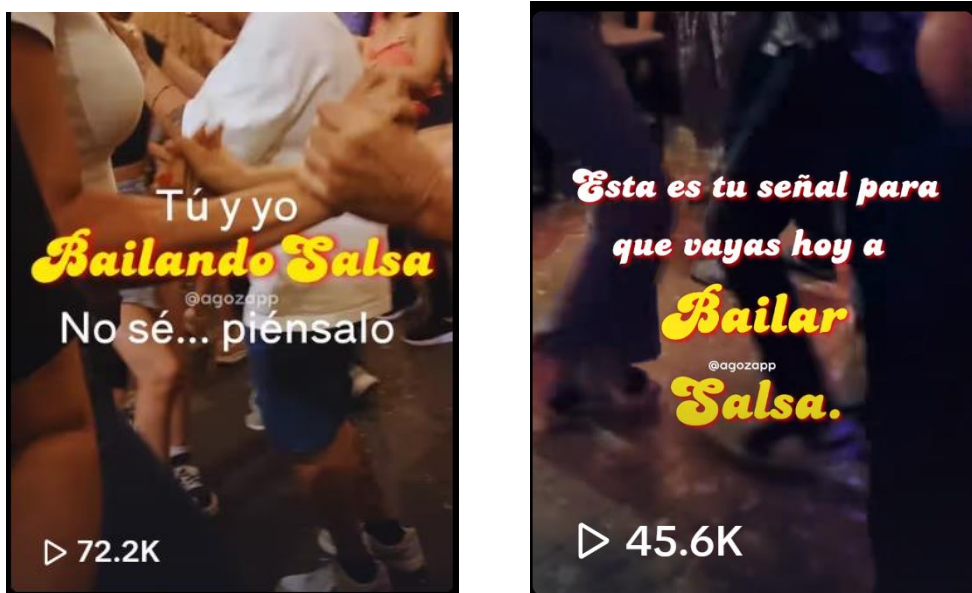 Tú y yo
Bailando Salsa
@agozapp
No sé... piénsalo
72.2K
Esta es tu señal para
que vayas hoy a
Bailar
@agozapp
Salsa.
45.6K